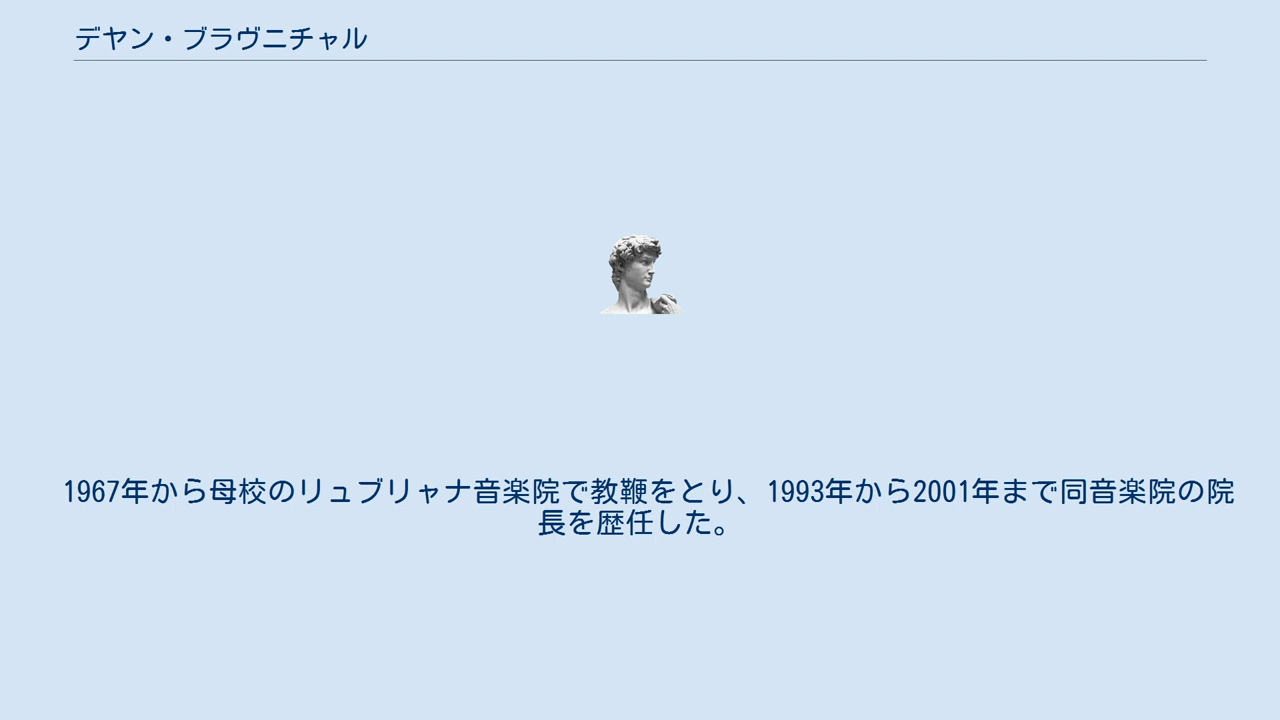 デヤン・ブラヴニチャル
1967年から母校のリュブリャナ音楽院で教鞭をとり、1993年から2001年まで同音楽院の院
長を歴任した。